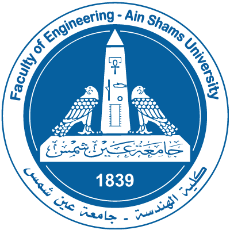 Faculty of Engineering - Ain Shams University
جامعة عين شمس
1839
كلية الهندسة - جامعة عين شمس